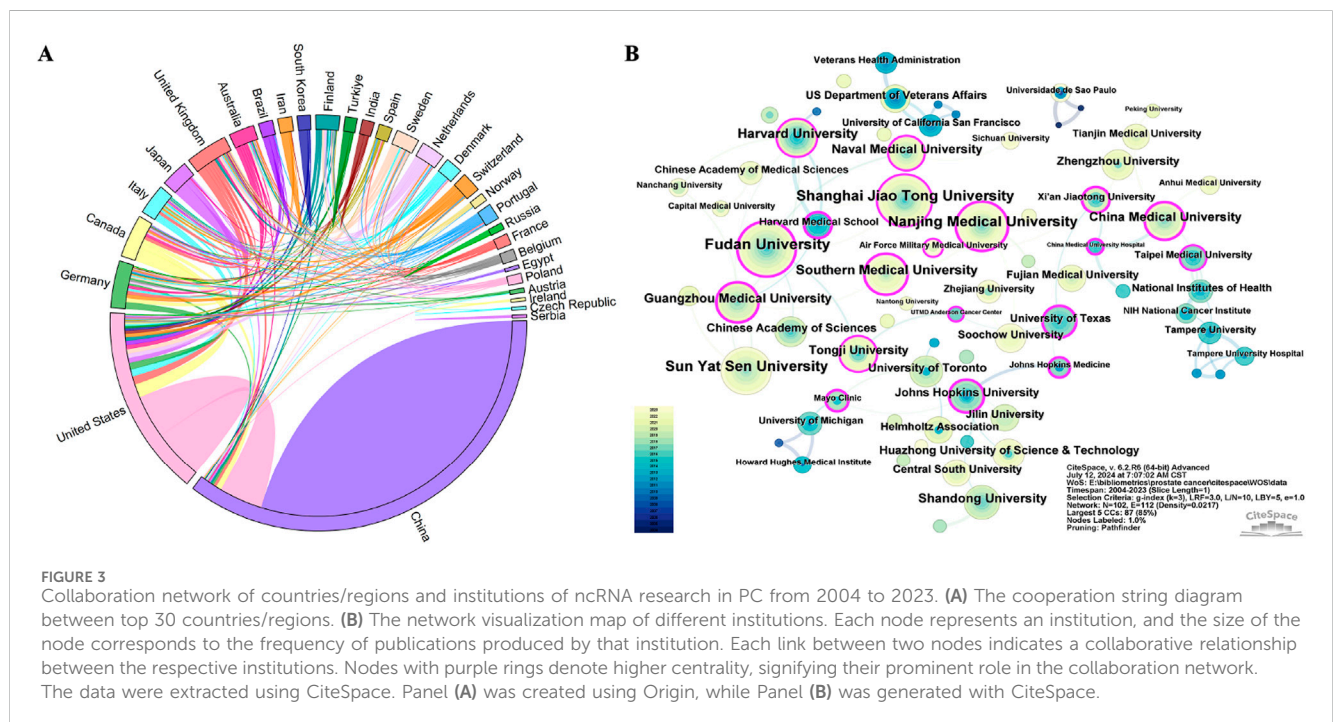 A
South Korea
Finland
Turkiye
India
Spain
Sweden
Netherlands
Denmark
Switzerland
Norway
Portugal
Russia
France
Belgium
Egypt
Poland
Austria
Ireland
Czech Republic
Serbia
China
United States
Germany
Canada
Italy
Japan
United Kingdom
Australia
Brazil
Iran
B
Veterans Health Administration
US Department of Veterans Affairs
Universidade de Sao Paulo
Peking University
University of California San Francisco
Harvard University
Tianjin Medical University
Sichuan University
Naval Medical University
Zhengzhou University
Chinese Academy of Medical Sciences
Nanchang University
Anhui Medical University
Shanghai Jiao Tong University
Xi'an Jiaotong University
Capital Medical University
Harvard Medical School
Nanjing Medical University
China Medical University
Fudan University
Air Force Military Medical University
China Medical University Hospital
Taipei Medical University
Southern Medical University
Fujian Medical University
Zhejiang University
National Institutes of Health
Guangzhou Medical University
Nantong University
UTMD Anderson Cancer Center
University of Texas
NIH National Cancer Institute
Chinese Academy of Sciences
Soochow University
Tampere University
Tongji University
Tampere University Hospital
Sun Yat Sen University
University of Toronto
Johns Hopkins Medicine
Mayo Clinic
Johns Hopkins University
University of Michigan
Jilin University
Helmholtz Association
Huazhong University of Science & Technology
Howard Hughes Medical Institute
Central South University
Shandong University
CiteSpace, v. 6.2.R6 (64-bit) Advanced
July 12, 2024 at 7:07:02 AM CST
WoS: E:\bibliometrics\prostate cancer\citespace\WOS\data
Timespan: 2004-2023 (Slice Length=1)
Selection Criteria: g-index (k=3), LRF=3.0, L/N=10, LBY=5, e=1.0
Network: N=102, E=112 (Density=0.0217)
Largest 5 CCs: 87 (85%)
Nodes Labeled: 1.0%
Pruning: Pathfinder
CiteSpace
FIGURE 3
Collaboration network of countries/regions and institutions of ncRNA research in PC from 2004 to 2023. (A) The cooperation string diagram
between top 30 countries/regions. (B) The network visualization map of different institutions. Each node represents an institution, and the size of the
node corresponds to the frequency of publications produced by that institution. Each link between two nodes indicates a collaborative relationship
between the respective institutions. Nodes with purple rings denote higher centrality, signifying their prominent role in the collaboration network.
The data were extracted using CiteSpace. Panel (A) was created using Origin, while Panel (B) was generated with CiteSpace.